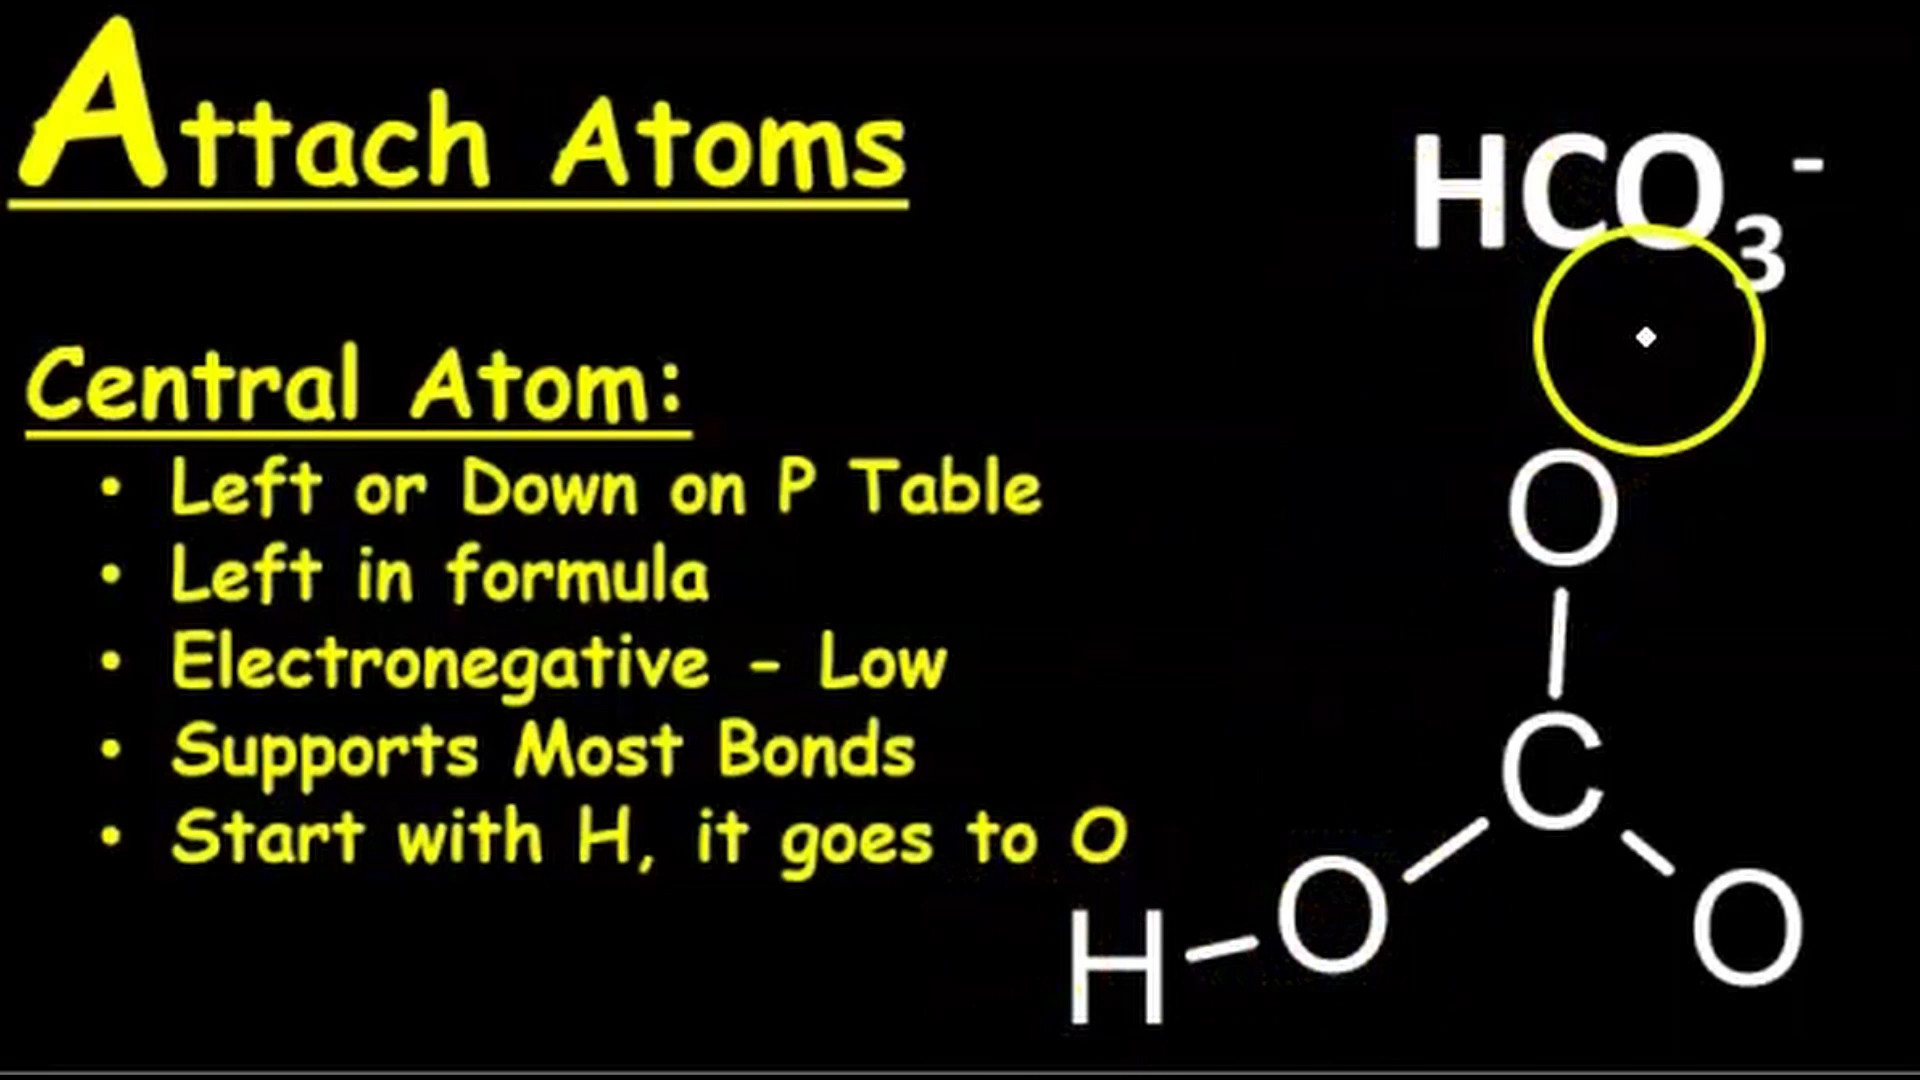 Attach Atoms
HCO₃⁻
Central Atom:
• Left or Down on P Table
• Left in formula
• Electronegative - Low
• Supports Most Bonds
• Start with H, it goes to O
O
C
H O O